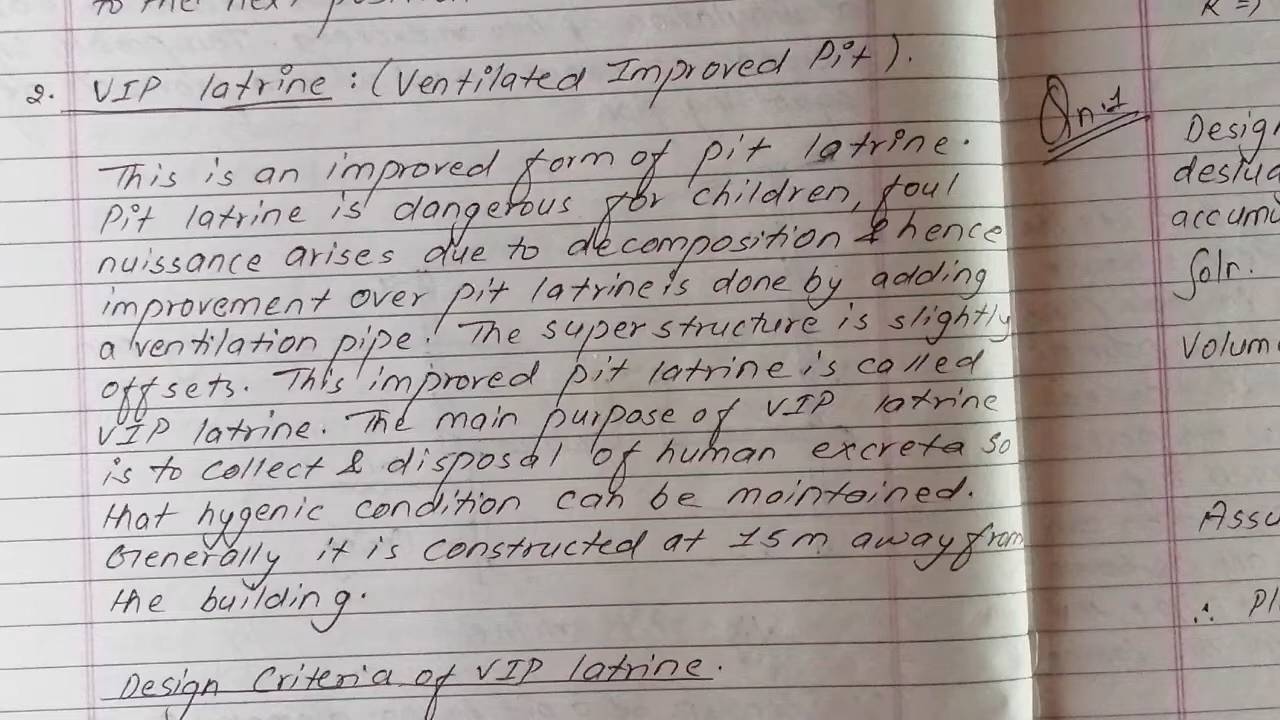 to the next
2. VIP latrine : (Ventilated Improved Pit).
This is an improved form of pit latrine.
Pit latrine is dangerous for children, foul
nuissance arises due to decomposition & hence
improvement over pit latrine is done by adding
a ventilation pipe. The superstructure is slightly
offsets. This improved pit latrine is called
VIP latrine. The main purpose of VIP latrine
is to collect & disposal of human excreta so
that hygenic condition can be maintained.
Generally it is constructed at 15m away from
the building.
Design Criteria of VIP latrine.
Qn.1
Desig
accum
Soln.
Volum
Assu
∴ Pl